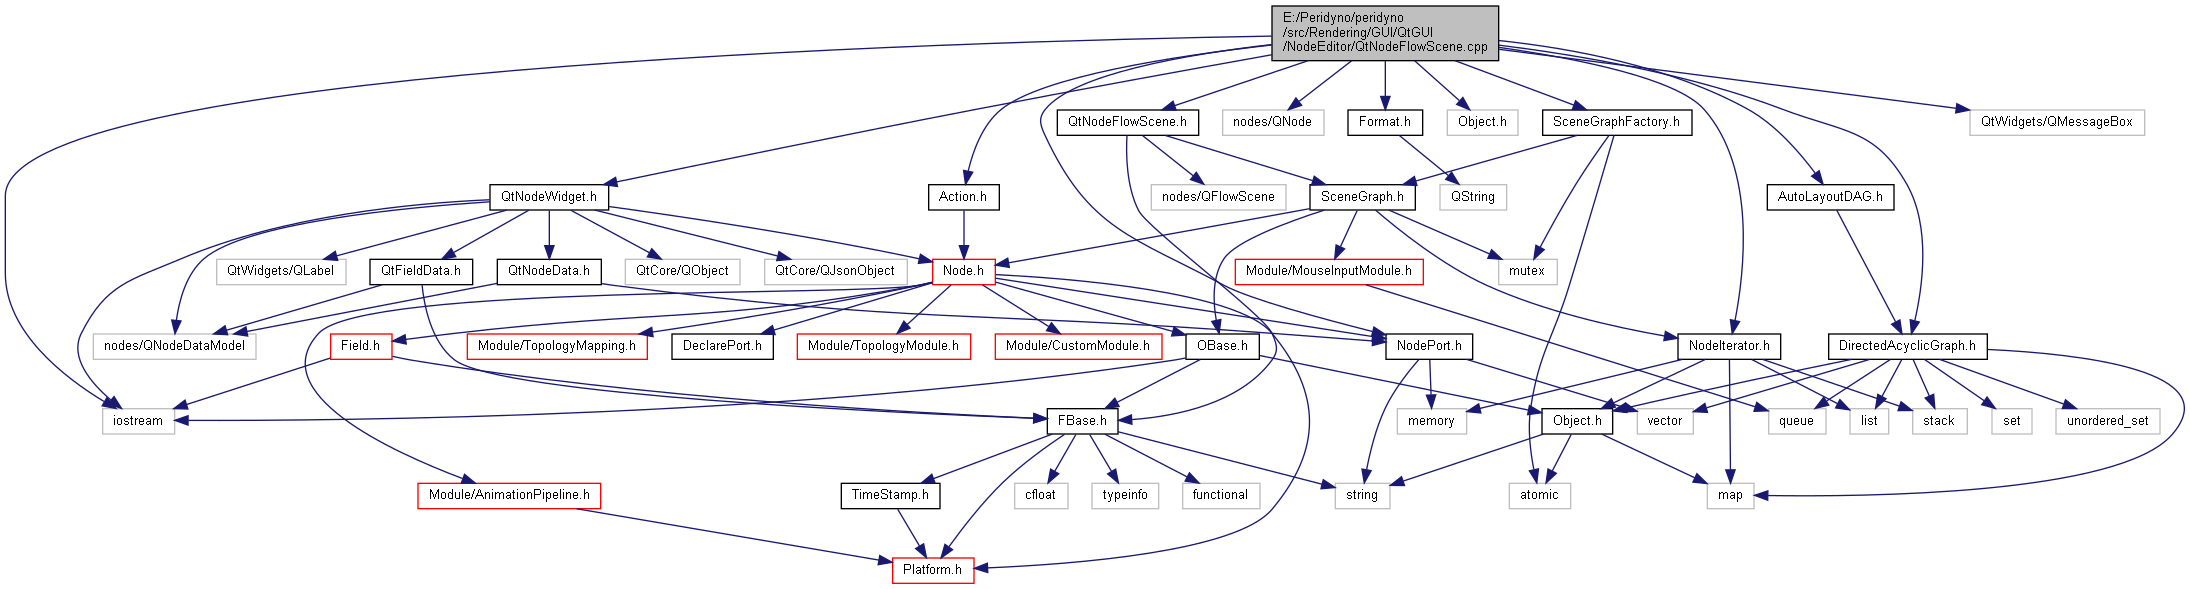 E:/Peridyno/peridyno
/src/Rendering/GUI/QtGUI
/NodeEditor/QtNodeFlowScene.cpp
QtNodeFlowScene.h
nodes/QNode
Format.h
Object.h
SceneGraphFactory.h
QtWidgets/QMessageBox
QtNodeWidget.h
Action.h
nodes/QFlowScene
SceneGraph.h
QString
AutoLayoutDAG.h
QtWidgets/QLabel
QtFieldData.h
QtNodeData.h
QtCore/QObject
QtCore/QJsonObject
Node.h
Module/MouseInputModule.h
mutex
nodes/QNodeDataModel
Field.h
Module/TopologyMapping.h
DeclarePort.h
Module/TopologyModule.h
Module/CustomModule.h
OBase.h
NodePort.h
NodeIterator.h
DirectedAcyclicGraph.h
iostream
FBase.h
memory
Object.h
vector
queue
list
stack
set
unordered_set
Module/AnimationPipeline.h
TimeStamp.h
cfloat
typeinfo
functional
string
atomic
map
Platform.h